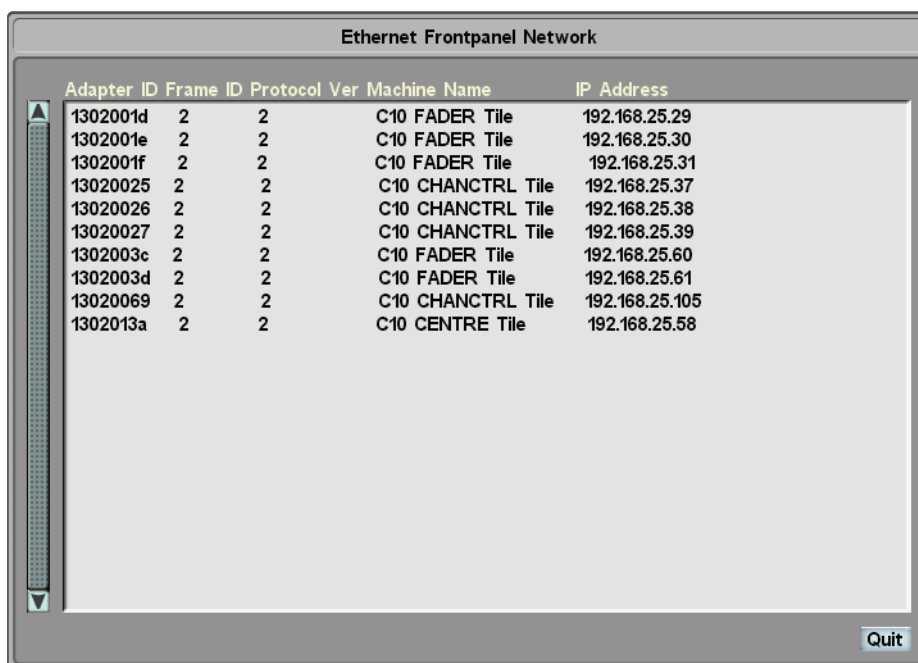 Ethernet Frontpanel Network
Adapter ID Frame ID Protocol Ver Machine Name IP Address
1302001d 2 2 C10 FADER Tile 192.168.25.29
1302001e 2 2 C10 FADER Tile 192.168.25.30
1302001f 2 2 C10 FADER Tile 192.168.25.31
13020025 2 2 C10 CHANCTRL Tile 192.168.25.37
13020026 2 2 C10 CHANCTRL Tile 192.168.25.38
13020027 2 2 C10 CHANCTRL Tile 192.168.25.39
1302003c 2 2 C10 FADER Tile 192.168.25.60
1302003d 2 2 C10 FADER Tile 192.168.25.61
13020069 2 2 C10 CHANCTRL Tile 192.168.25.105
1302013a 2 2 C10 CENTRE Tile 192.168.25.58
Quit